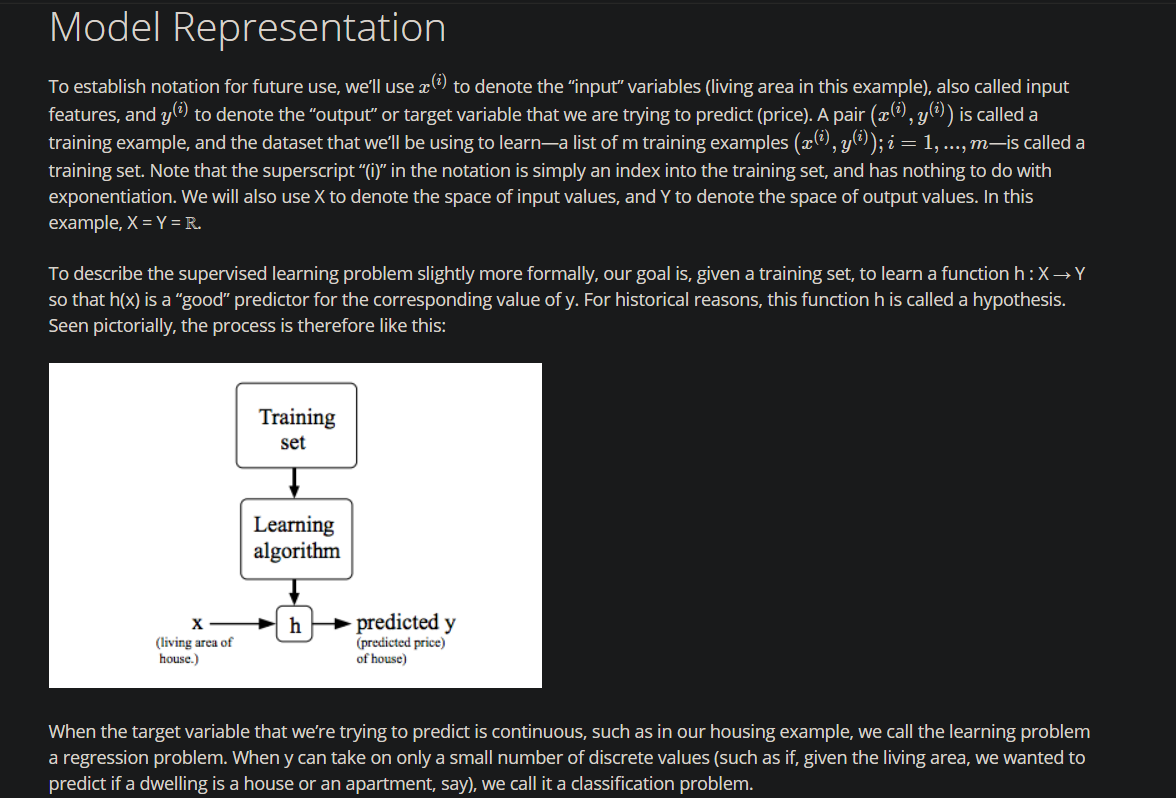 Model Representation
To establish notation for future use, we’ll use x⁽ⁱ⁾ to denote the “input” variables (living area in this example), also called input
features, and y⁽ⁱ⁾ to denote the “output” or target variable that we are trying to predict (price). A pair (x⁽ⁱ⁾, y⁽ⁱ⁾) is called a
training example, and the dataset that we’ll be using to learn—a list of m training examples (x⁽ⁱ⁾, y⁽ⁱ⁾); i = 1, ..., m—is called a
training set. Note that the superscript “(i)” in the notation is simply an index into the training set, and has nothing to do with
exponentiation. We will also use X to denote the space of input values, and Y to denote the space of output values. In this
example, X = Y = ℝ.
To describe the supervised learning problem slightly more formally, our goal is, given a training set, to learn a function h : X → Y
so that h(x) is a “good” predictor for the corresponding value of y. For historical reasons, this function h is called a hypothesis.
Seen pictorially, the process is therefore like this:
Training
set
Learning
algorithm
x
h
predicted y
(living area of
house.)
(predicted price)
of house)
When the target variable that we’re trying to predict is continuous, such as in our housing example, we call the learning problem
a regression problem. When y can take on only a small number of discrete values (such as if, given the living area, we wanted to
predict if a dwelling is a house or an apartment, say), we call it a classification problem.